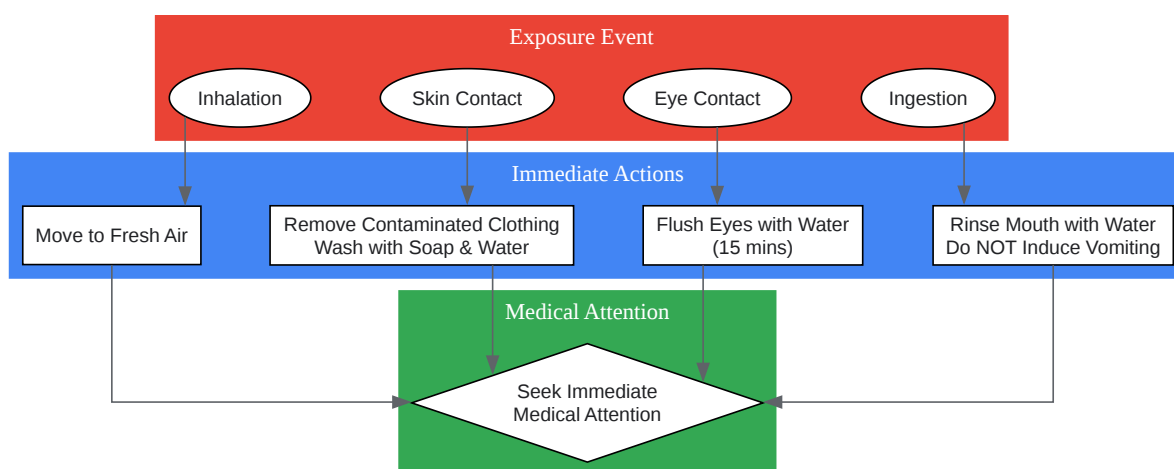 Exposure Event
Inhalation
Skin Contact
Eye Contact
Ingestion
Immediate Actions
Move to Fresh Air
Remove Contaminated Clothing
Wash with Soap & Water
Flush Eyes with Water
(15 mins)
Rinse Mouth with Water
Do NOT Induce Vomiting
Medical Attention
Seek Immediate
Medical Attention